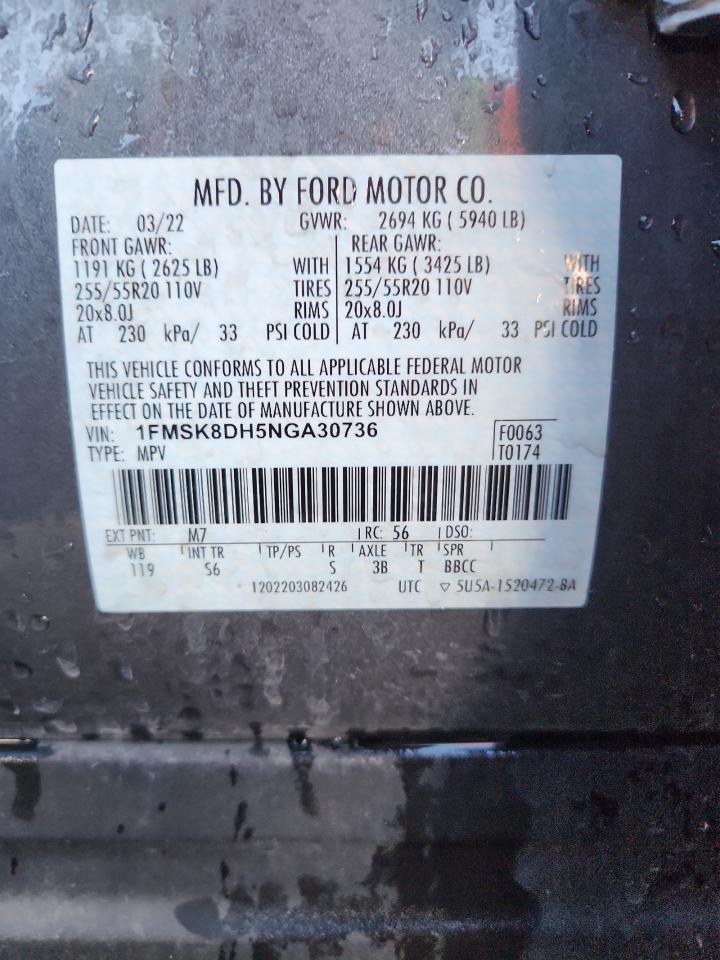 MFD. BY FORD MOTOR CO.
DATE: 03/22 GVWR: 2694 KG ( 5940 LB)
FRONT GAWR: REAR GAWR:
1191 KG ( 2625 LB) WITH 1554 KG ( 3425 LB) WITH
255/55R20 110V TIRES 255/55R20 110V TIRES
20x8.0J RIMS 20x8.0J RIMS
AT 230 kPa/ 33 PSI COLD AT 230 kPa/ 33 PSI COLD
THIS VEHICLE CONFORMS TO ALL APPLICABLE FEDERAL MOTOR
VEHICLE SAFETY AND THEFT PREVENTION STANDARDS IN
EFFECT ON THE DATE OF MANUFACTURE SHOWN ABOVE.
VIN: 1FMSK8DH5NGA30736 F0063
TYPE: MPV T0174
EXT PNT: M7 RC: 56 DSO:
WB INT TR TP/PS R AXLE TR SPR
119 S6 S 3B T BBCC
1202203082426 UTC ▽ 5U5A-1520472-BA